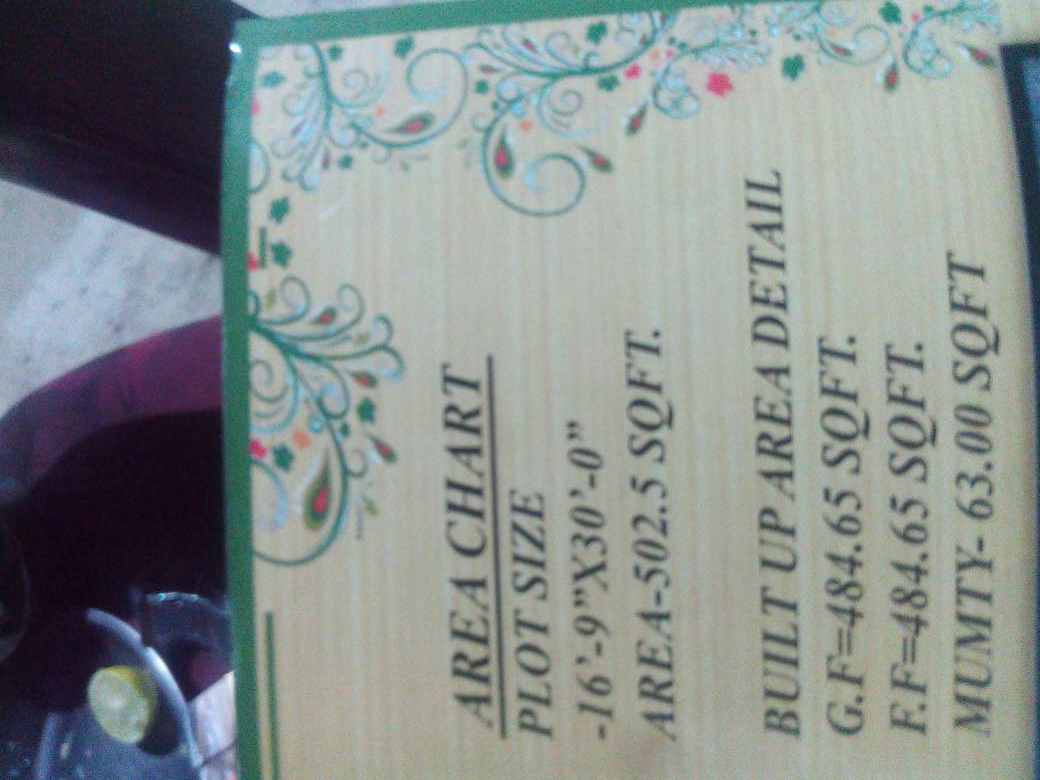 AREA CHART
PLOT SIZE
-16'-9"X30'-0"
AREA-502.5 SQFT.
BUILT UP AREA DETAIL
G.F=484.65 SQFT.
F.F=484.65 SQFT.
MUMTY- 63.00 SQFT